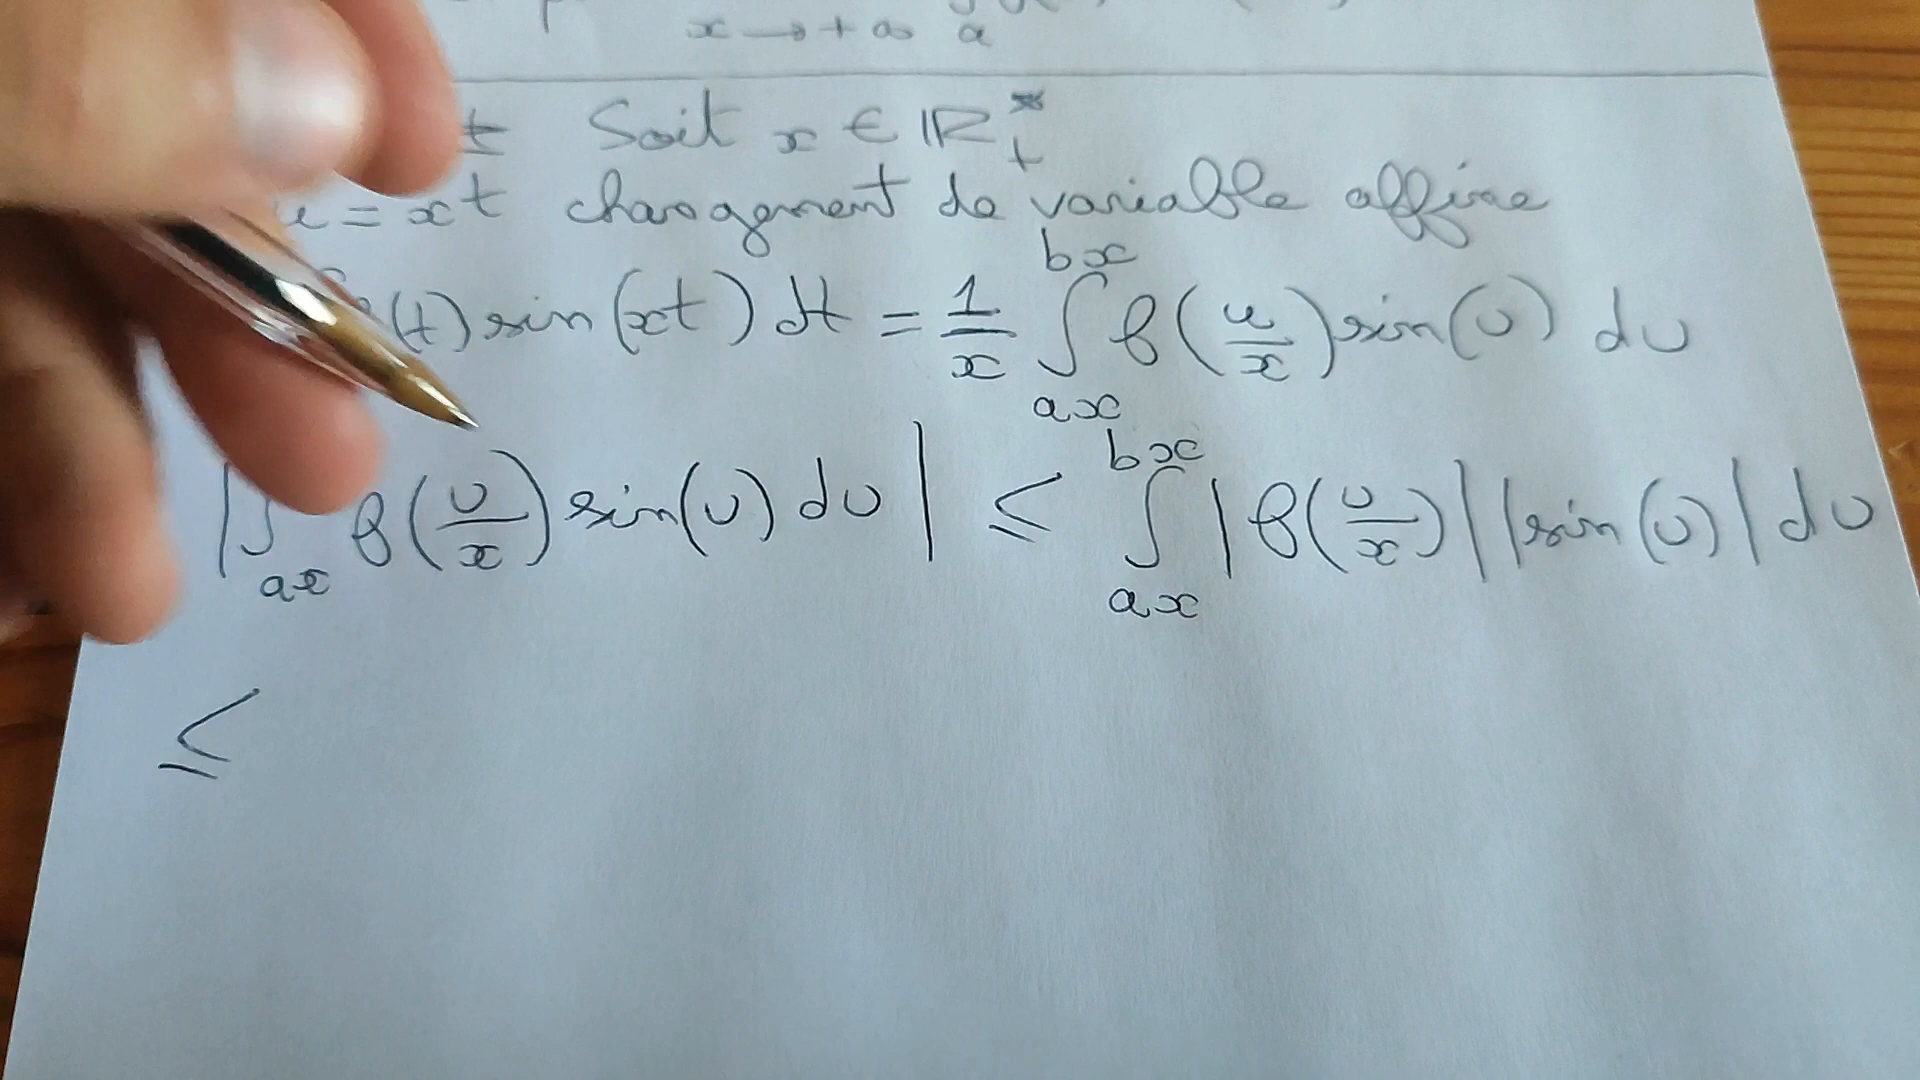 x → +∞ a
Soit x ∈ ℝ₊*
u = xt changement de variable affine
f(t) sin(xt) dt = 1/x ∫_{ax}^{bx} f(u/x) sin(u) du
|∫_{ax} f(u/x) sin(u) du| ≤ ∫_{ax}^{bx} |f(u/x)| |sin(u)| du
≤